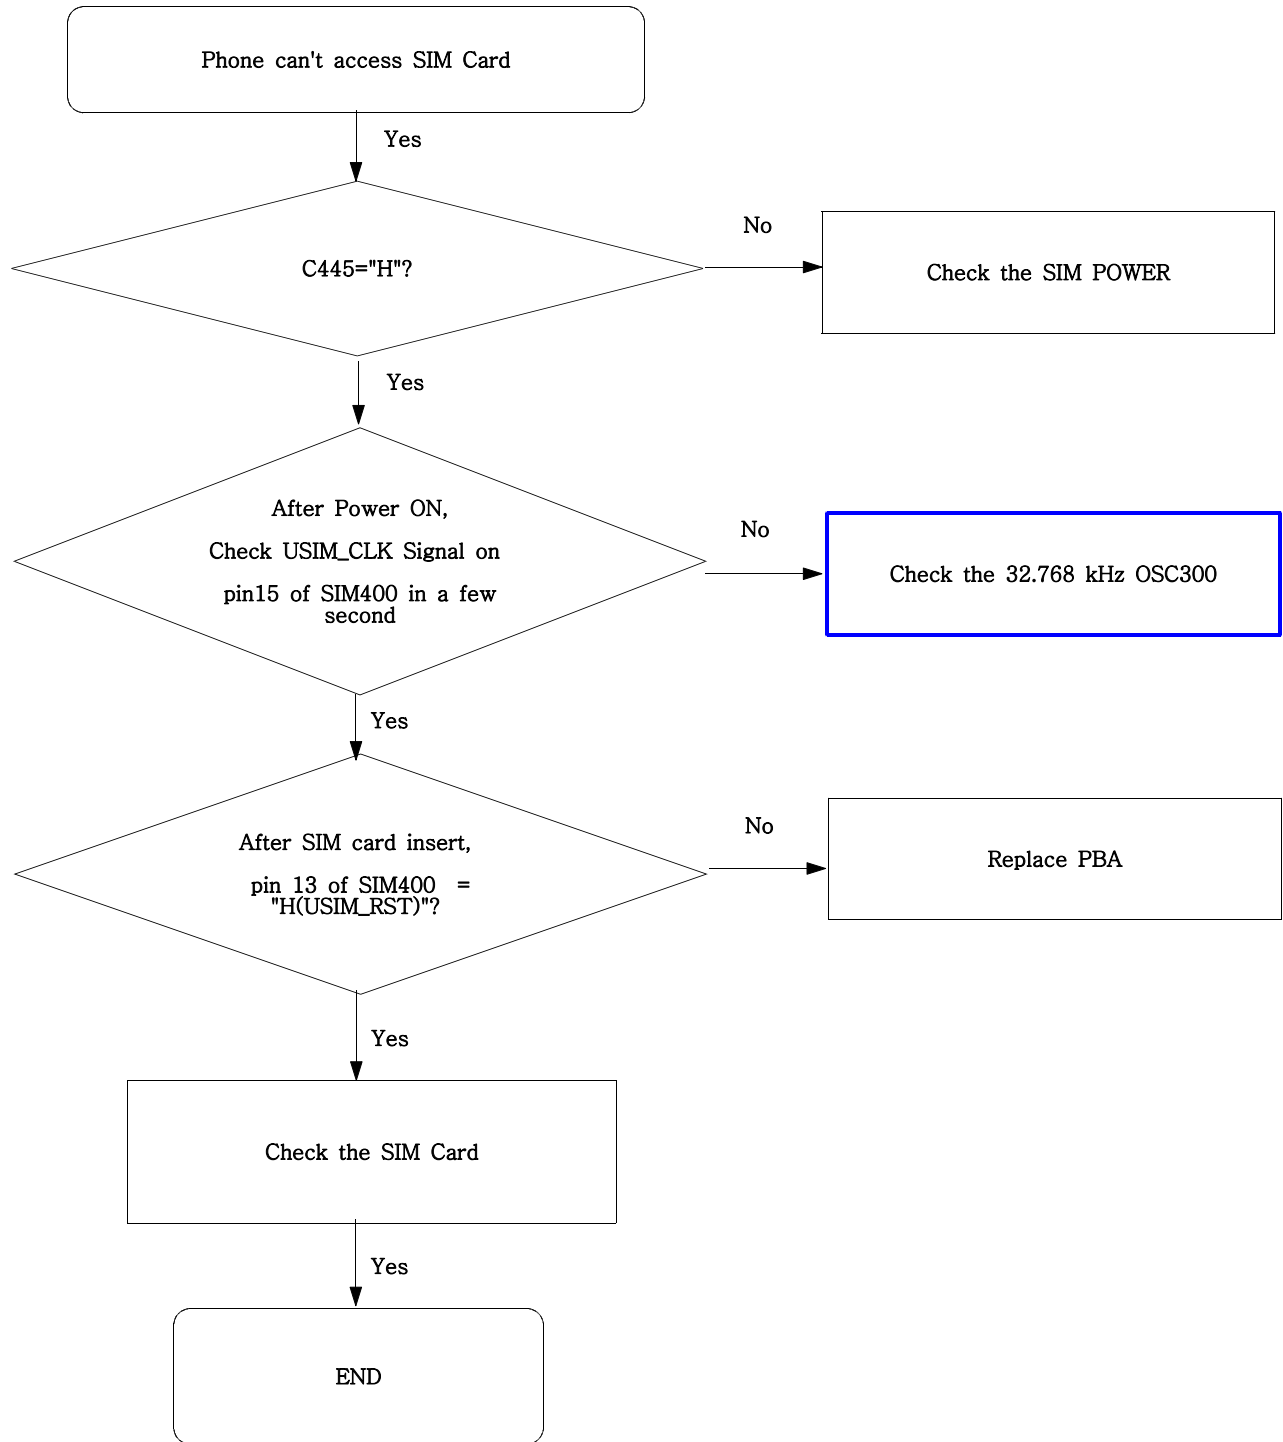 Phone can't access SIM Card
Yes
C445="H"?
No
Check the SIM POWER
Yes
After Power ON,
Check USIM_CLK Signal on
pin15 of SIM400 in a few
second
No
Check the 32.768 kHz OSC300
Yes
After SIM card insert,
pin 13 of SIM400 =
"H(USIM_RST)"?
No
Replace PBA
Yes
Check the SIM Card
Yes
END